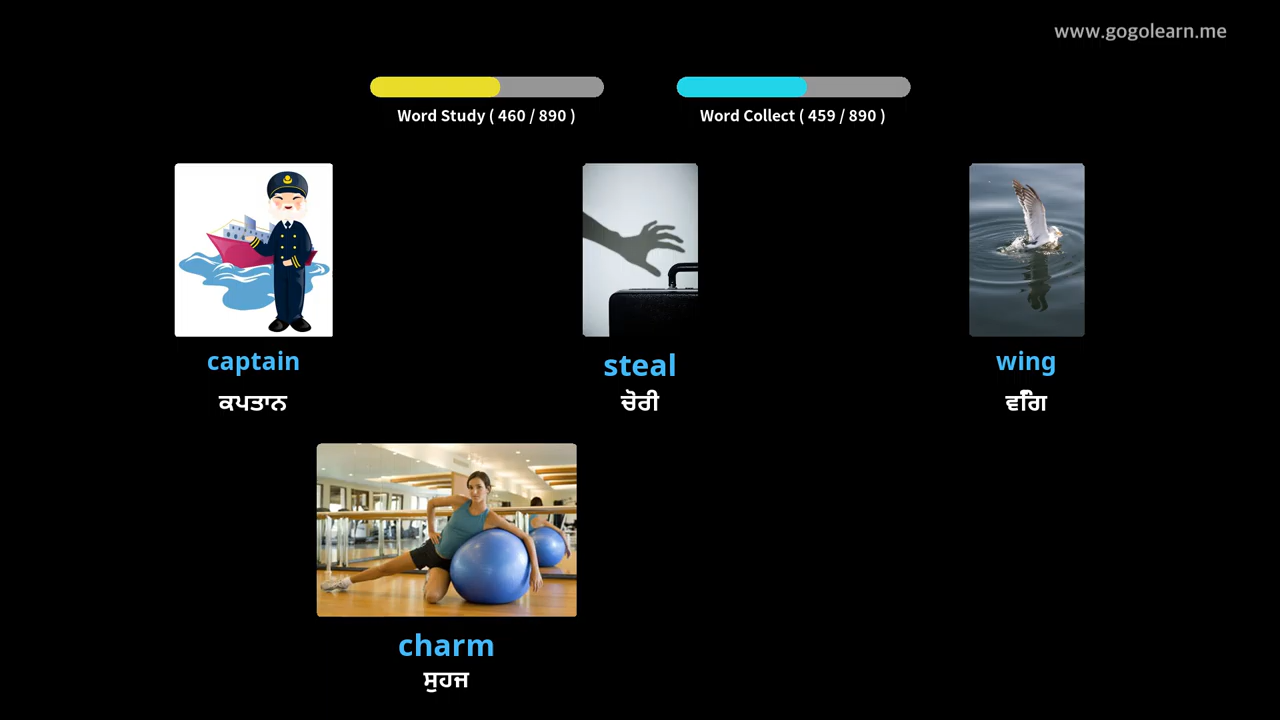 www.gogolearn.me
Word Study ( 460 / 890 )
Word Collect ( 459 / 890 )
captain
steal
wing
ਕਪਤਾਨ
ਚੋਰੀ
ਵਿੰਗ
charm
ਸੁਹਜ